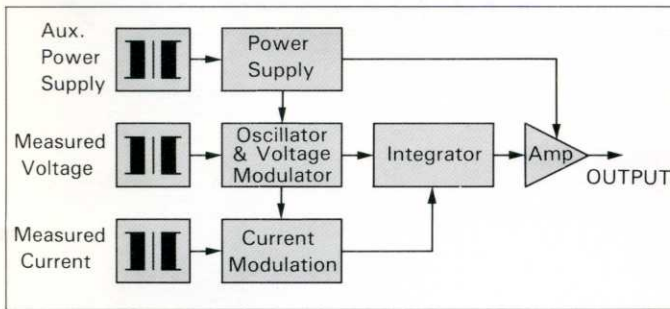 Aux.
Power
Supply
Power
Supply
Measured
Voltage
Oscillator
& Voltage
Modulator
Integrator
Amp
OUTPUT
Measured
Current
Current
Modulation